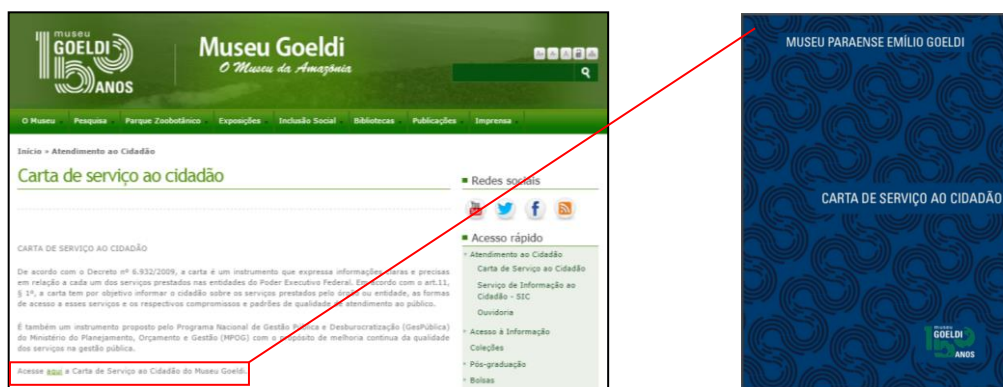 museu
GOELDI
150
ANOS
Museu Goeldi
O Museu da Amazônia
O Museu Pesquisa Parque Zoobotânico Exposições Inclusão Social Bibliotecas Publicações Imprensa
Início » Atendimento ao Cidadão
Carta de serviço ao cidadão
CARTA DE SERVIÇO AO CIDADÃO
De acordo com o Decreto nº 6.932/2009, a carta é um instrumento que expressa informações claras e precisas
em relação a cada um dos serviços prestados nas entidades do Poder Executivo Federal. Em acordo com o art.11,
§ 1º, a carta tem por objetivo informar o cidadão sobre os serviços prestados pelo órgão ou entidade, as formas
de acesso a esses serviços e os respectivos compromissos e padrões de qualidade de atendimento ao público.
É também um instrumento proposto pelo Programa Nacional de Gestão Pública e Desburocratização (GesPública)
do Ministério do Planejamento, Orçamento e Gestão (MPOG) com o propósito de melhoria contínua da qualidade
dos serviços na gestão pública.
Acesse aqui a Carta de Serviço ao Cidadão do Museu Goeldi.
Redes sociais
Acesso rápido
Atendimento ao Cidadão
Carta de Serviço ao Cidadão
Serviço de Informação ao
Cidadão - SIC
Ouvidoria
Acesso à Informação
Coleções
Pós-graduação
Bolsas
MUSEU PARAENSE EMÍLIO GOELDI
CARTA DE SERVIÇO AO CIDADÃO
museu
GOELDI
ANOS